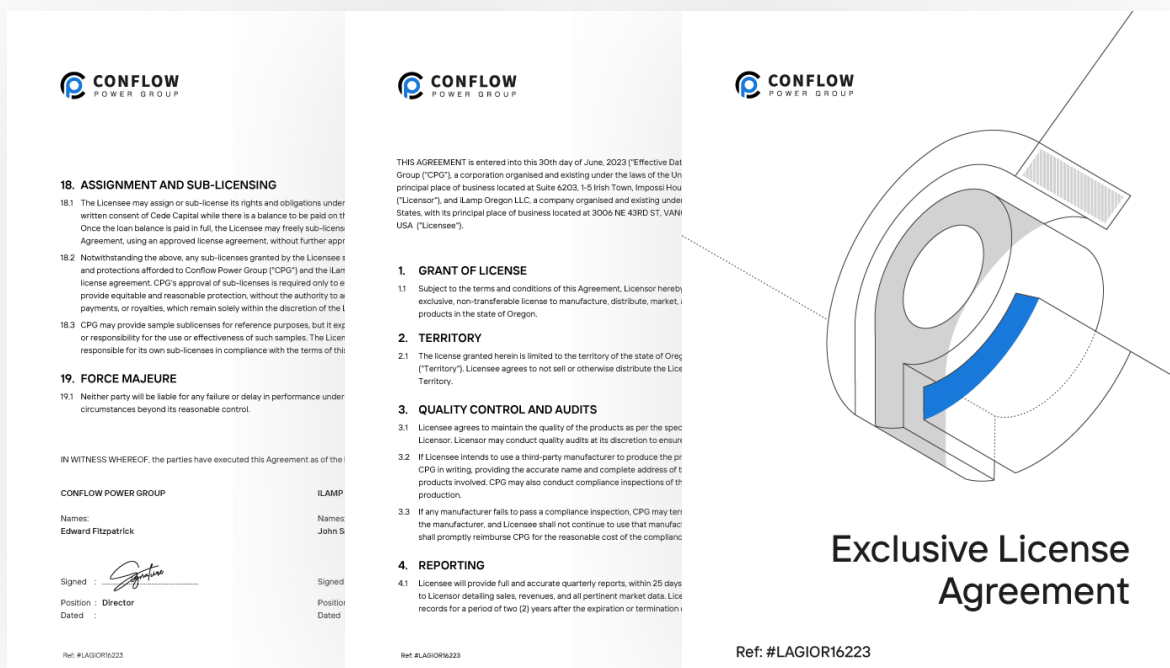 CONFLOW
POWER GROUP
18. ASSIGNMENT AND SUB-LICENSING
18.1 The Licensee may assign or sub-license its rights and obligations under
written consent of Cede Capital while there is a balance to be paid on th
Once the loan balance is paid in full, the Licensee may freely sub-license
Agreement, using an approved license agreement, without further appr
18.2 Notwithstanding the above, any sub-licenses granted by the Licensee s
and protections afforded to Conflow Power Group ("CPG") and the iLam
license agreement. CPG's approval of sub-licenses is required only to e
provide equitable and reasonable protection, without the authority to a
payments, or royalties, which remain solely within the discretion of the L
18.3 CPG may provide sample sublicenses for reference purposes, but it exp
or responsibility for the use or effectiveness of such samples. The Licen
responsible for its own sub-licenses in compliance with the terms of this
19. FORCE MAJEURE
19.1 Neither party will be liable for any failure or delay in performance under
circumstances beyond its reasonable control.
IN WITNESS WHEREOF, the parties have executed this Agreement as of the
CONFLOW POWER GROUP ILAMP
Names: Names:
Edward Fitzpatrick John S
Signature
Signed : Signed
Position : Director Position
Dated : Dated
Ref: #LAGIOR16223
CONFLOW
POWER GROUP
THIS AGREEMENT is entered into this 30th day of June, 2023 ("Effective Dat
Group ("CPG"), a corporation organised and existing under the laws of the Un
principal place of business located at Suite 6203, 1-5 Irish Town, Impossi Hou
("Licensor"), and iLamp Oregon LLC, a company organised and existing under
States, with its principal place of business located at 3006 NE 43RD ST, VANC
USA ("Licensee").
1. GRANT OF LICENSE
1.1 Subject to the terms and conditions of this Agreement, Licensor hereby
exclusive, non-transferable license to manufacture, distribute, market, a
products in the state of Oregon.
2. TERRITORY
2.1 The license granted herein is limited to the territory of the state of Oreg
("Territory"). Licensee agrees to not sell or otherwise distribute the Lice
Territory.
3. QUALITY CONTROL AND AUDITS
3.1 Licensee agrees to maintain the quality of the products as per the spec
Licensor. Licensor may conduct quality audits at its discretion to ensure
3.2 If Licensee intends to use a third-party manufacturer to produce the pr
CPG in writing, providing the accurate name and complete address of t
products involved. CPG may also conduct compliance inspections of th
production.
3.3 If any manufacturer fails to pass a compliance inspection, CPG may terr
the manufacturer, and Licensee shall not continue to use that manufact
shall promptly reimburse CPG for the reasonable cost of the complianc
4. REPORTING
4.1 Licensee will provide full and accurate quarterly reports, within 25 days
to Licensor detailing sales, revenues, and all pertinent market data. Lice
records for a period of two (2) years after the expiration or termination
Ref: #LAGIOR16223
CONFLOW
POWER GROUP
Exclusive License
Agreement
Ref: #LAGIOR16223